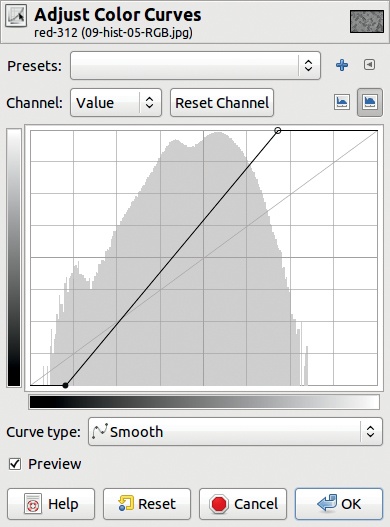 Adjust Color Curves
red-312 (09-hist-05-RGB.jpg)
Presets:
Channel: Value Reset Channel
Curve type: Smooth
Preview
Help Reset Cancel OK